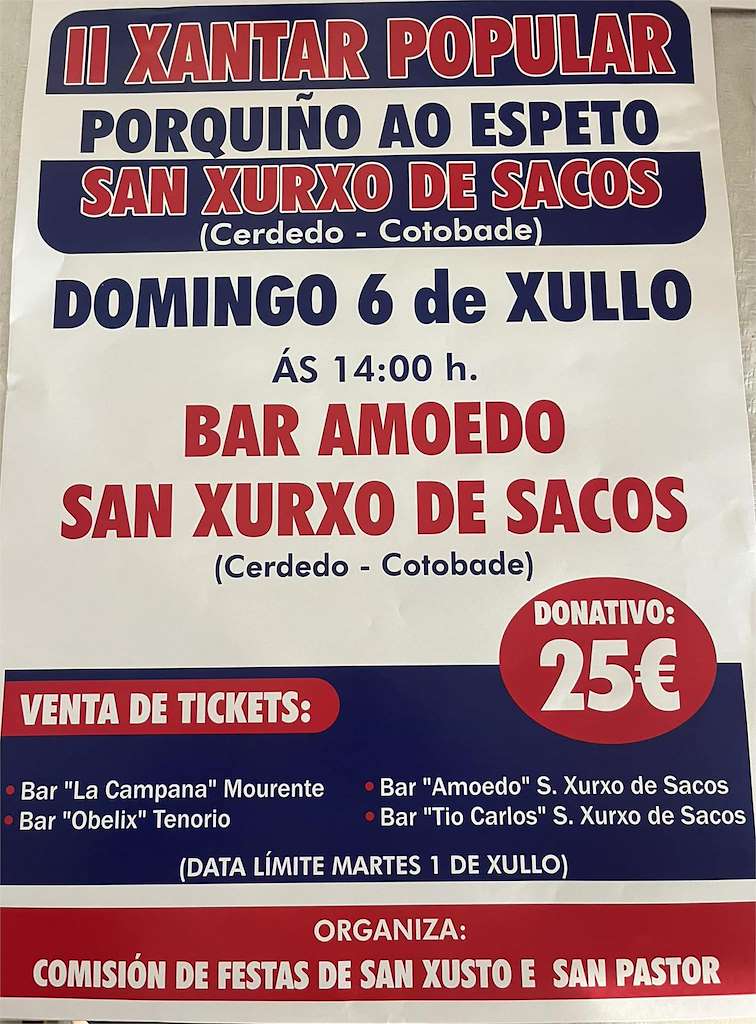 II XANTAR POPULAR
PORQUIÑO AO ESPETO
SAN XURXO DE SACOS
(Cerdedo - Cotobade)
DOMINGO 6 de XULLO
ÁS 14:00 h.
BAR AMOEDO
SAN XURXO DE SACOS
(Cerdedo - Cotobade)
DONATIVO:
25€
VENTA DE TICKETS:
• Bar "La Campana" Mourente
• Bar "Obelix" Tenorio
• Bar "Amoedo" S. Xurxo de Sacos
• Bar "Tio Carlos" S. Xurxo de Sacos
(DATA LÍMITE MARTES 1 DE XULLO)
ORGANIZA:
COMISIÓN DE FESTAS DE SAN XUSTO E SAN PASTOR